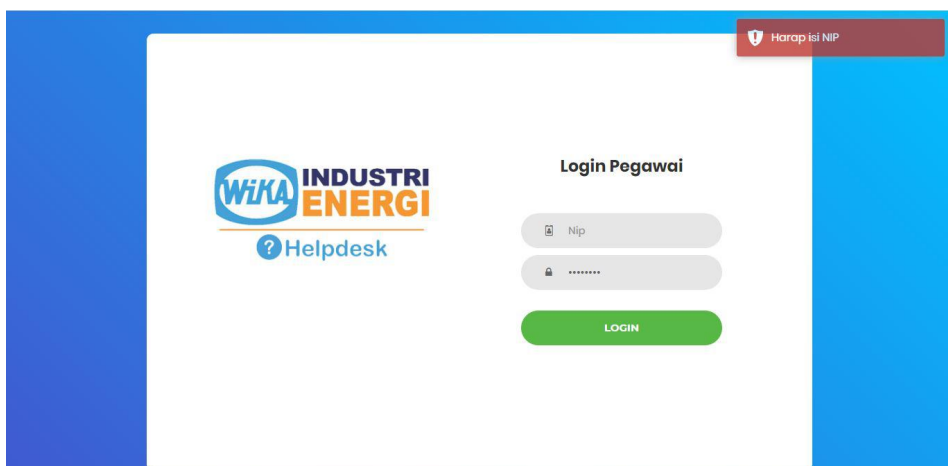 Harap isi NIP
WiKA INDUSTRI
ENERGI
? Helpdesk
Login Pegawai
Nip
••••••••
LOGIN